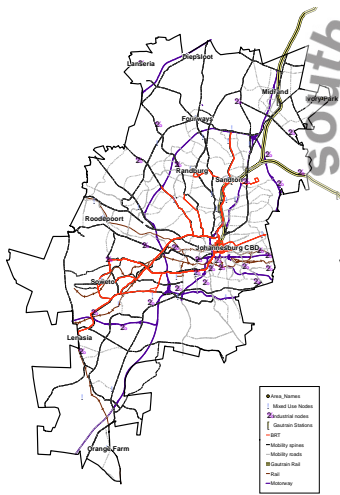 south
Diepsloot
Lanseria
Midrand
Ivory Park
Fourways
Randburg
Sandton
Roodepoort
Johannesburg CBD
Soweto
Lenasia
Orange Farm
Area_Names
Mixed Use Nodes
Industrial nodes
Gautrain Stations
BRT
Mobility spines
Mobility roads
Gautrain Rail
Rail
Motorway